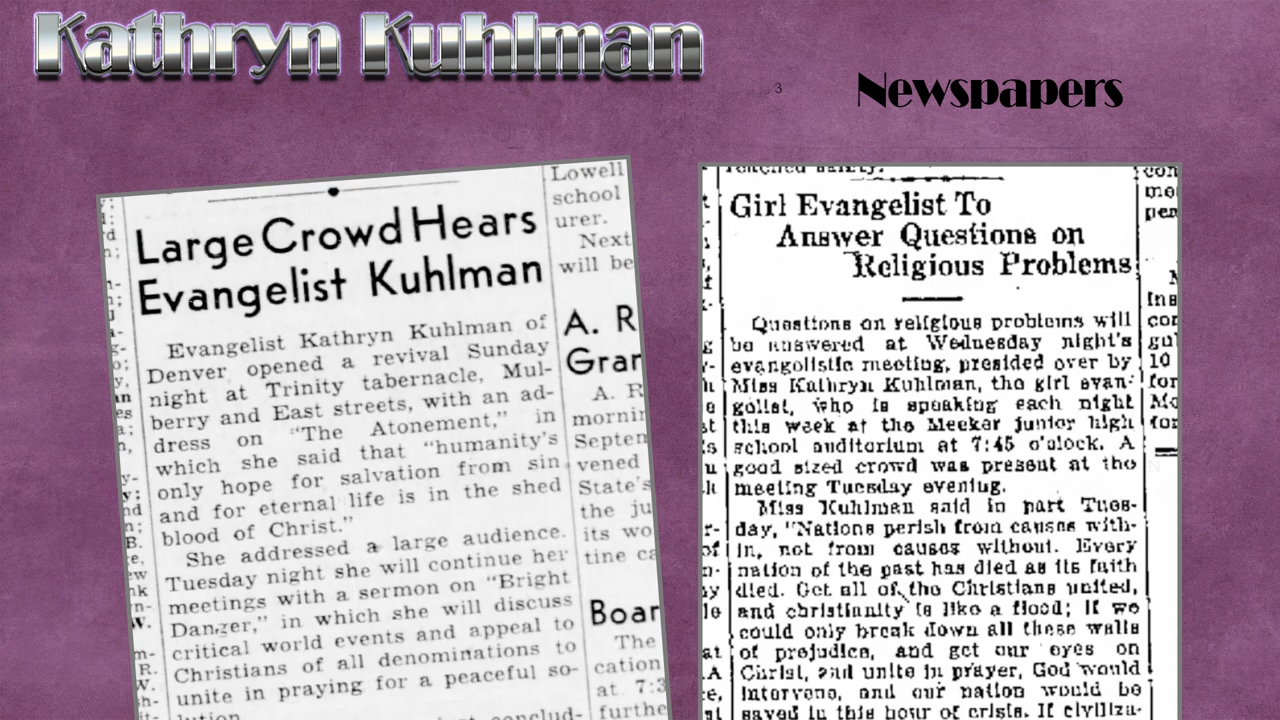 Kathryn Kuhlman
3
Newspapers
Large Crowd Hears
Evangelist Kuhlman
Evangelist Kathryn Kuhlman of
Denver opened a revival Sunday
night at Trinity tabernacle, Mul-
berry and East streets, with an ad-
dress on "The Atonement," in
which she said that "humanity's
only hope for salvation from sin
and for eternal life is in the shed
blood of Christ."
She addressed a large audience.
Tuesday night she will continue her
meetings with a sermon on "Bright
Danger," in which she will discuss
critical world events and appeal to
Christians of all denominations to
unite in praying for a peaceful so-
lution.
conclud-
Lowell
school
urer.
Next
will be
A. R
Gran
A. R
mornin
Septem
vened
State's
the ju
its wo
tine ca
Boar
The
cation
at 7:3
furthe
Girl Evangelist To
Answer Questions on
Religious Problems
Questions on religious problems will
be answered at Wednesday night's
evangolistic meeting, presided over by
Miss Kathryn Kuhlman, the girl evan-
gelist, who is speaking each night
this week at the Meeker junior high
school auditorium at 7:45 o'clock. A
good sized crowd was present at the
meeting Tuesday evening.
Miss Kuhlman said in part Tues-
day, "Nations perish from causes with-
in, not from causes without. Every
nation of the past has died as its faith
died. Get all of the Christians united,
and christianity is like a flood; if we
could only break down all these walls
of prejudice, and get our eyes on
Christ, and unite in prayer, God would
intervene, and our nation would be
saved in this hour of crisis. If civiliza-